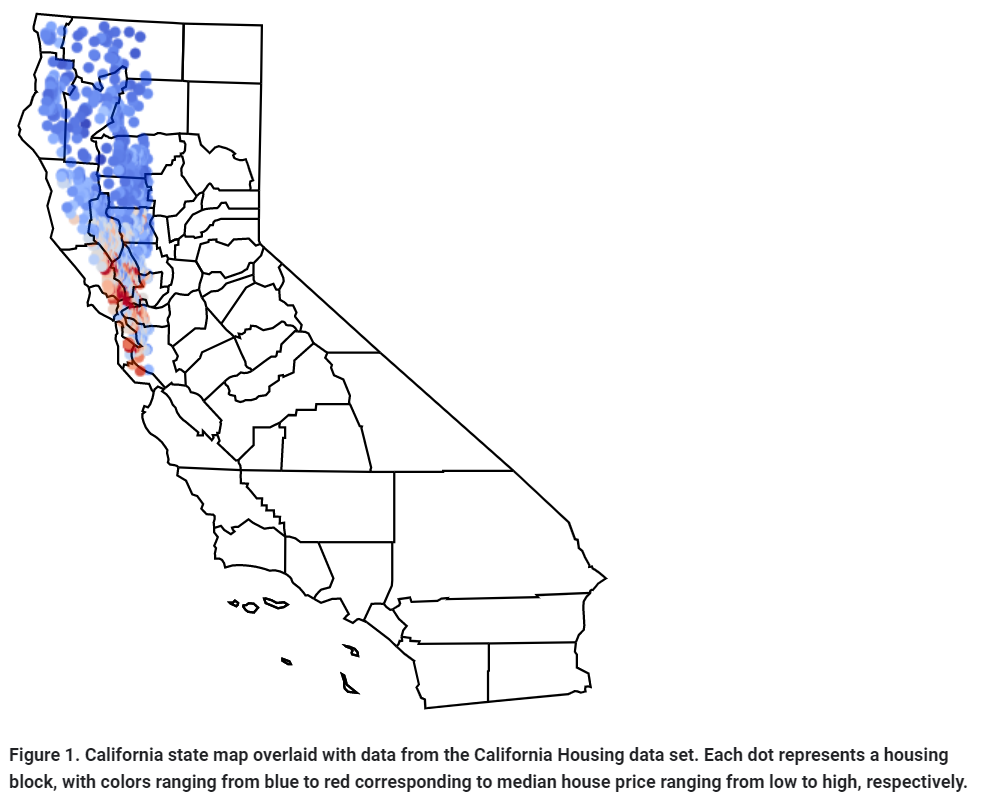 Figure 1. California state map overlaid with data from the California Housing data set. Each dot represents a housing
block, with colors ranging from blue to red corresponding to median house price ranging from low to high, respectively.